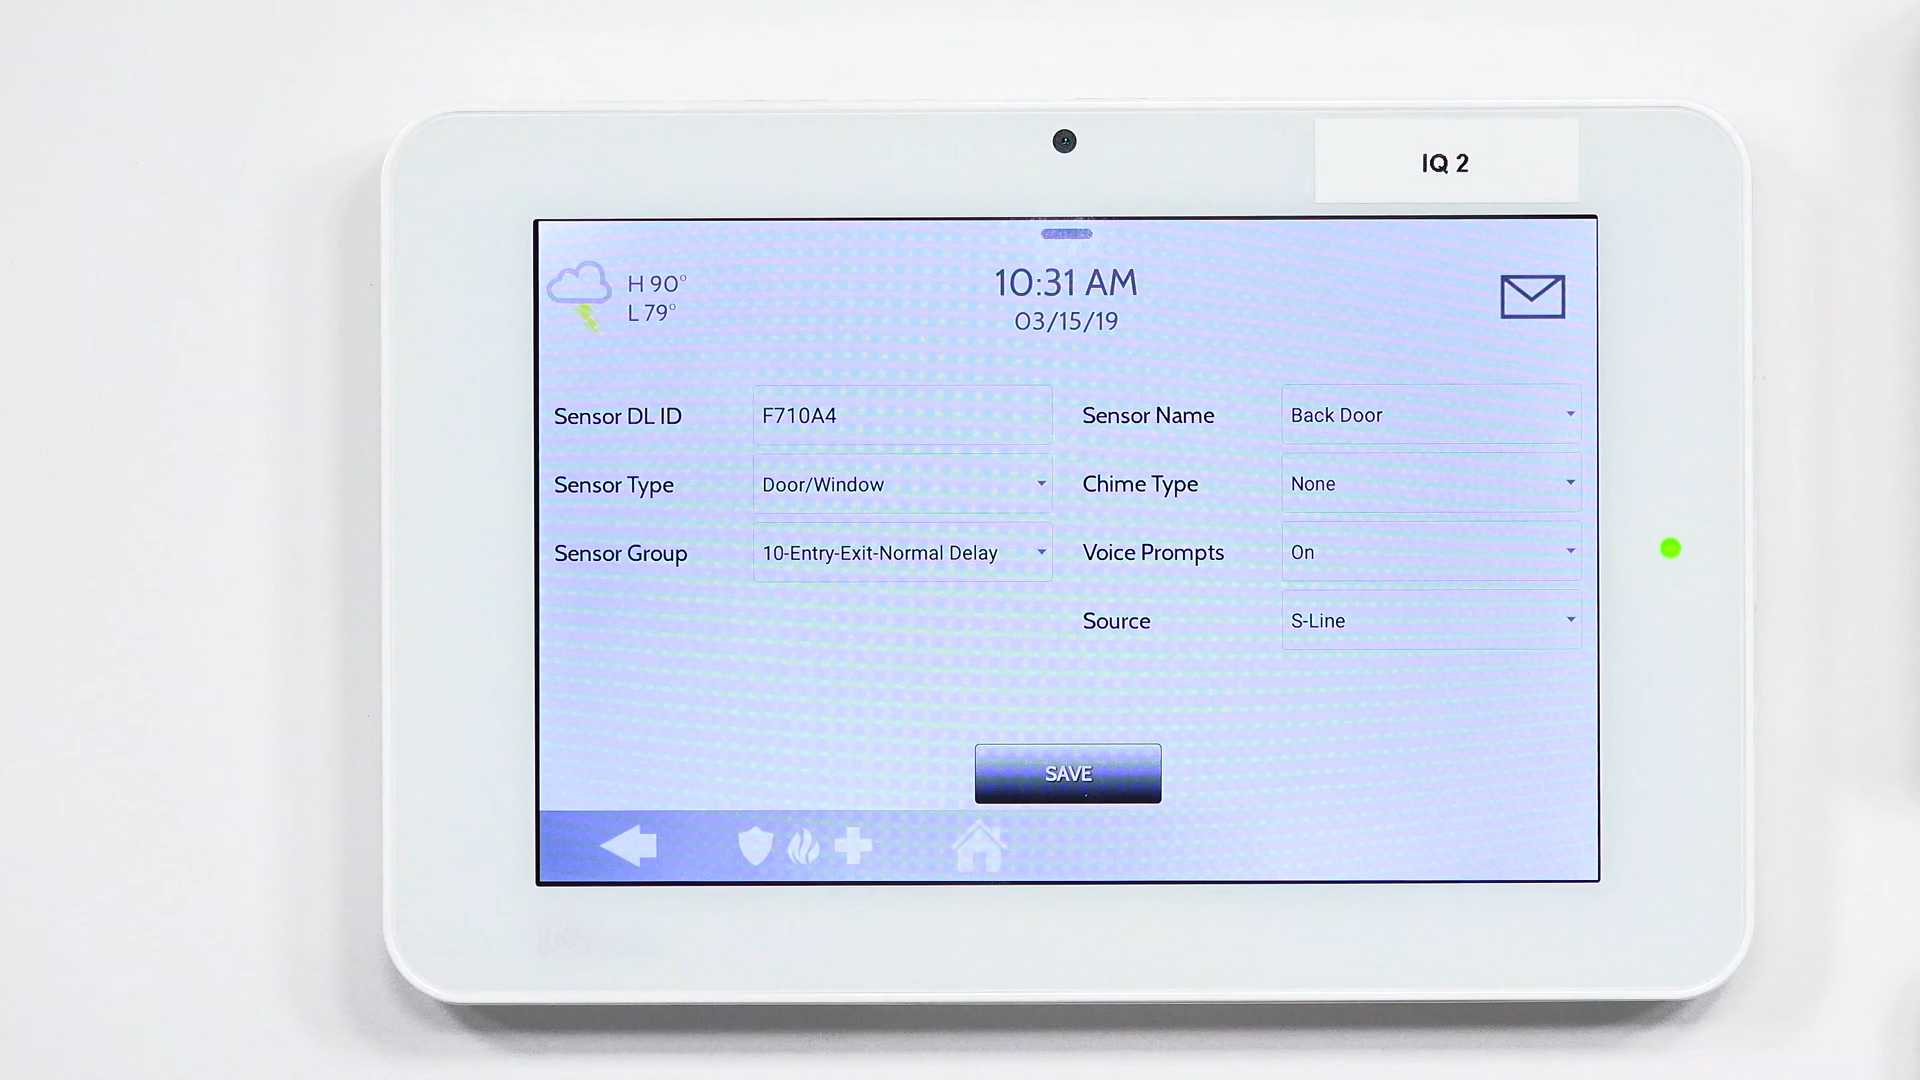 IQ 2
H 90°
L 79°
10:31 AM
03/15/19
Sensor DL ID
F710A4
Sensor Name
Back Door
Sensor Type
Door/Window
Chime Type
None
Sensor Group
10-Entry-Exit-Normal Delay
Voice Prompts
On
Source
S-Line
SAVE